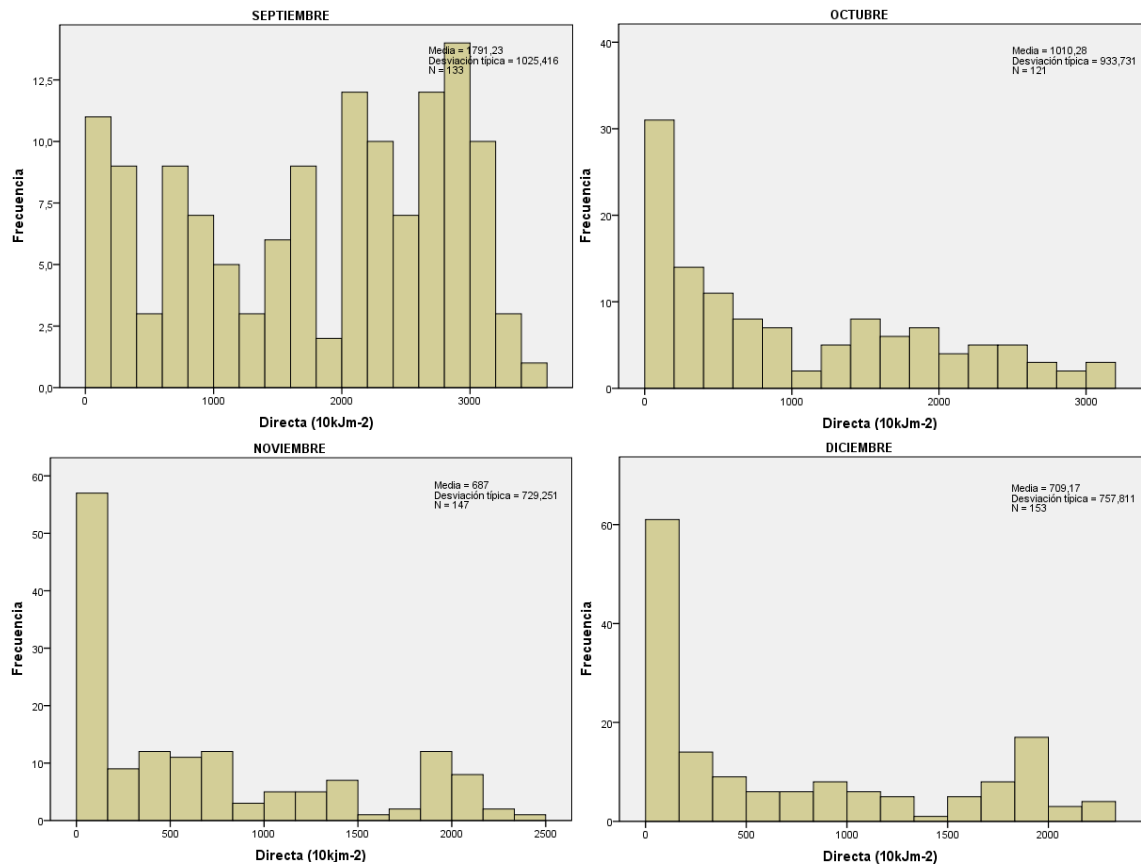 SEPTIEMBRE
Media = 1791,23
Desviación típica = 1025,416
N = 133
12,5
10,0
7,5
5,0
2,5
0,0
Frecuencia
0 1000 2000 3000
Directa (10kJm-2)
OCTUBRE
Media = 1010,28
Desviación típica = 933,731
N = 121
40
30
20
10
0
Frecuencia
0 1000 2000 3000
Directa (10kJm-2)
NOVIEMBRE
Media = 687
Desviación típica = 729,251
N = 147
60
50
40
30
20
10
0
Frecuencia
0 500 1000 1500 2000 2500
Directa (10kjm-2)
DICIEMBRE
Media = 709,17
Desviación típica = 757,811
N = 153
60
40
20
0
Frecuencia
0 500 1000 1500 2000
Directa (10kJm-2)